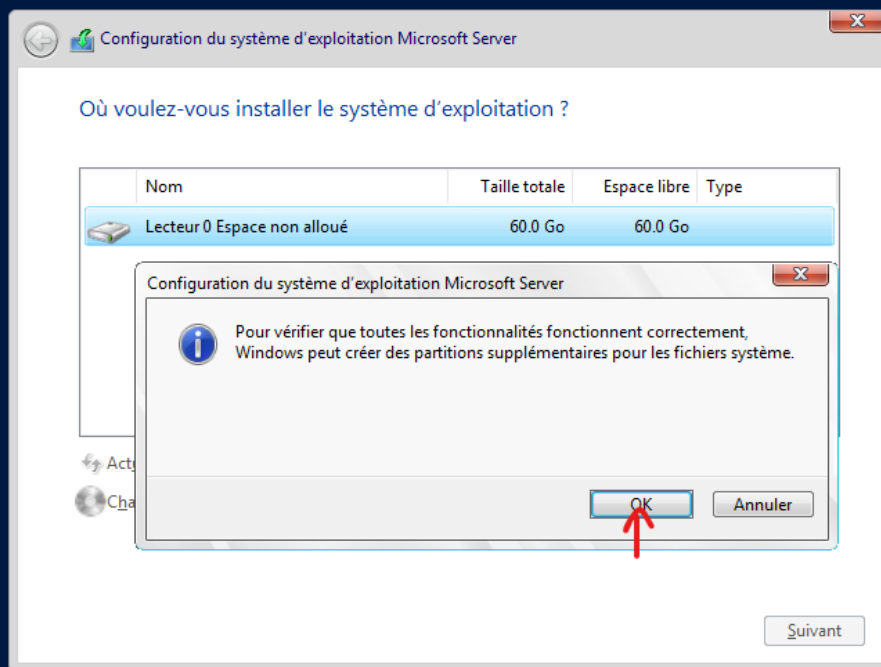 Configuration du système d'exploitation Microsoft Server
Où voulez-vous installer le système d'exploitation ?
Nom Taille totale Espace libre Type
Lecteur 0 Espace non alloué 60.0 Go 60.0 Go
Configuration du système d'exploitation Microsoft Server
Pour vérifier que toutes les fonctionnalités fonctionnent correctement,
Windows peut créer des partitions supplémentaires pour les fichiers système.
OK Annuler
Suivant